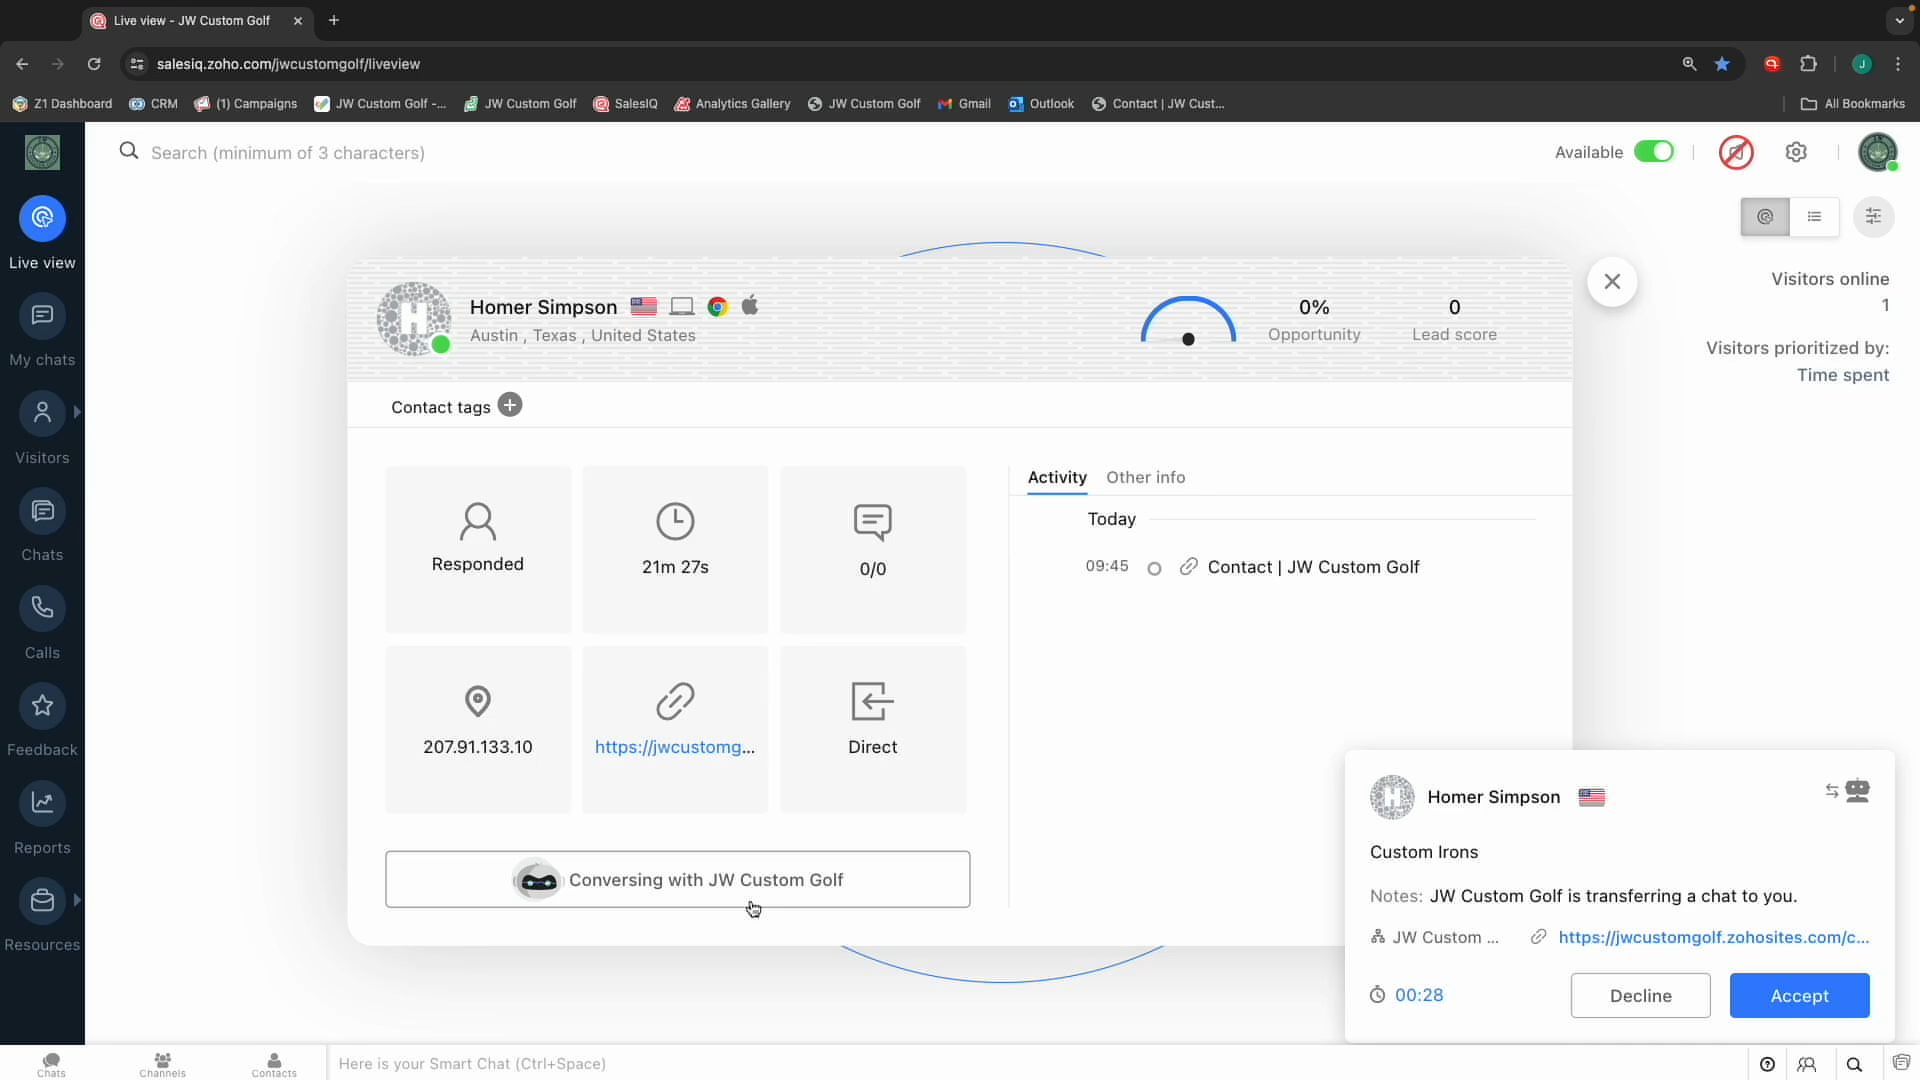 Live view - JW Custom Golf
salesiq.zoho.com/jwcustomgolf/liveview
J
Z1 Dashboard
CRM
(1) Campaigns
JW Custom Golf -...
JW Custom Golf
SalesIQ
Analytics Gallery
JW Custom Golf
Gmail
Outlook
Contact | JW Cust...
All Bookmarks
Search (minimum of 3 characters)
Available
Live view
My chats
Visitors
Chats
Calls
Feedback
Reports
Resources
Visitors online
1
Visitors prioritized by:
Time spent
H
Homer Simpson
Austin , Texas , United States
0%
Opportunity
0
Lead score
Contact tags
Responded
21m 27s
0/0
207.91.133.10
https://jwcustomg...
Direct
Conversing with JW Custom Golf
Activity
Other info
Today
09:45
Contact | JW Custom Golf
H
Homer Simpson
Custom Irons
Notes: JW Custom Golf is transferring a chat to you.
JW Custom ...
https://jwcustomgolf.zohosites.com/c...
00:28
Decline
Accept
Chats
Channels
Contacts
Here is your Smart Chat (Ctrl+Space)